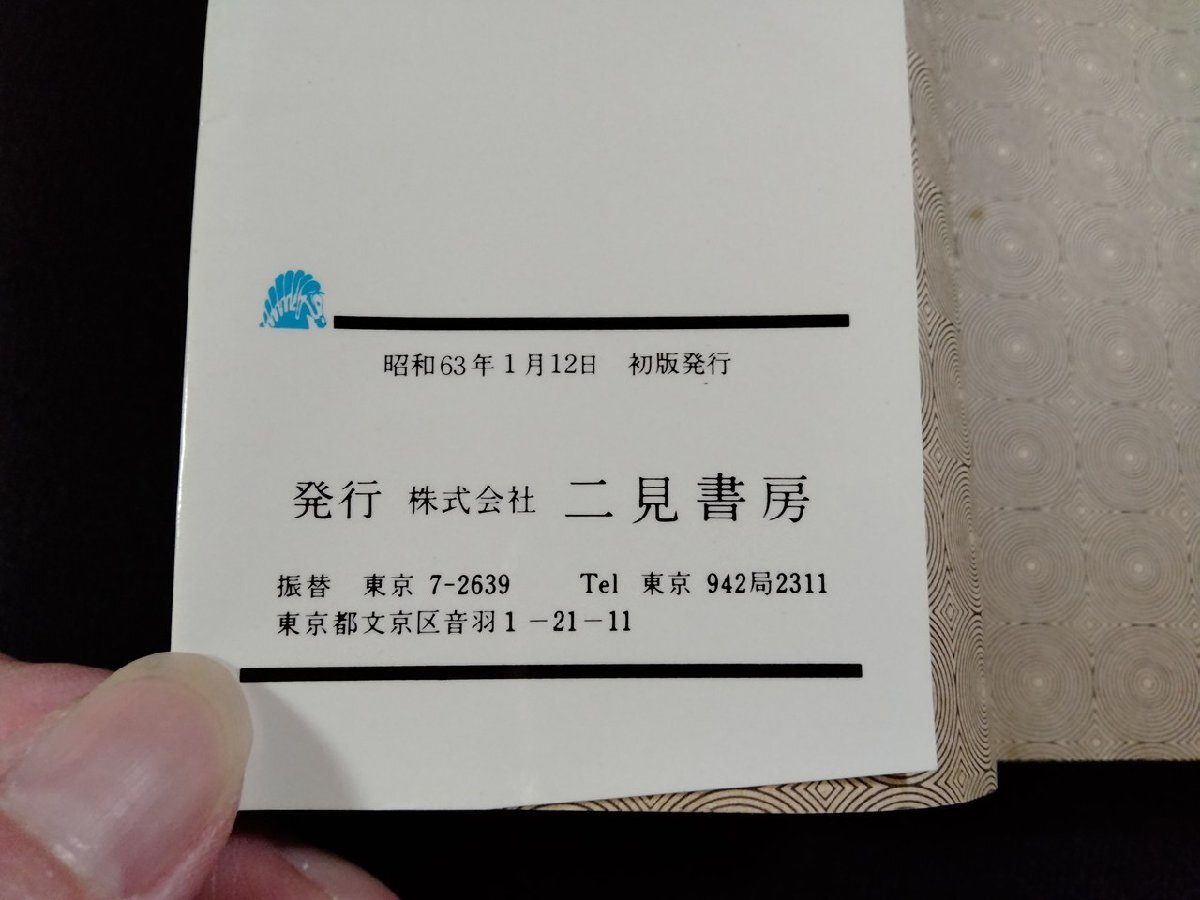 昭和63年1月12日 初版発行
発行 株式会社 二見書房
振替 東京 7-2639 Tel 東京 942局2311
東京都文京区音羽1-21-11